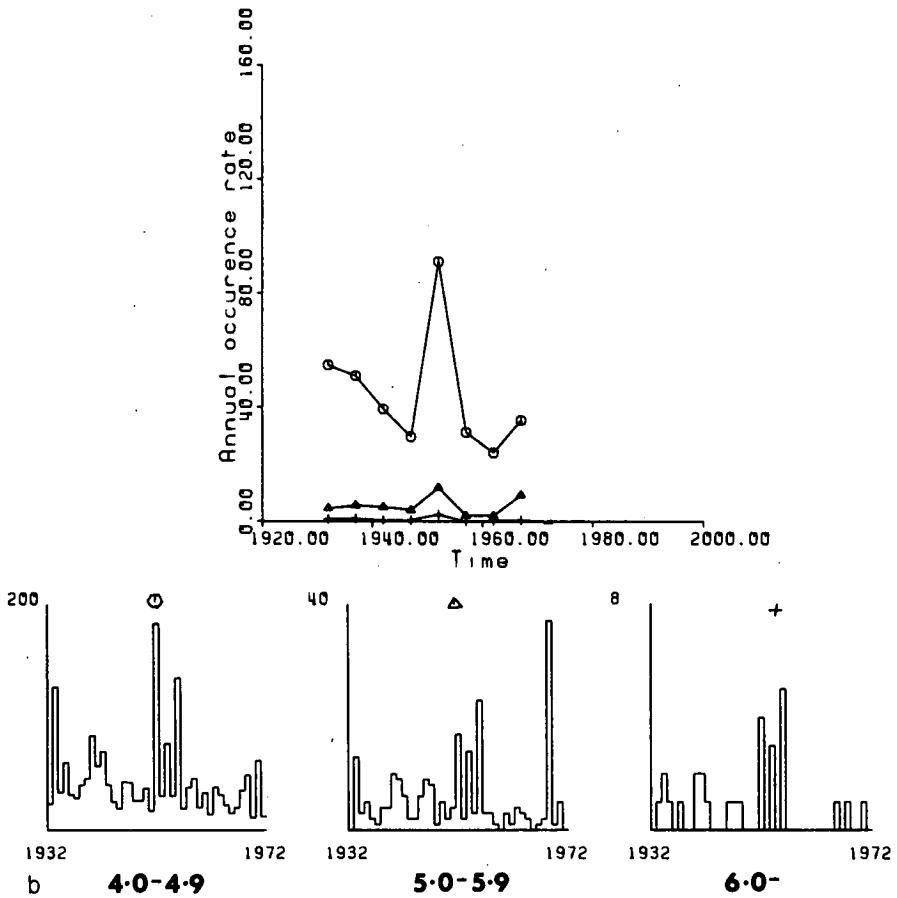 160.00
120.00
80.00
40.00
0.00
Annual occurence rate
1920.00 1940.00 1960.00 1980.00 2000.00
Time
200 40 8
1932 1972 1932 1972 1932 1972
b 4·0-4·9 5·0-5·9 6·0-